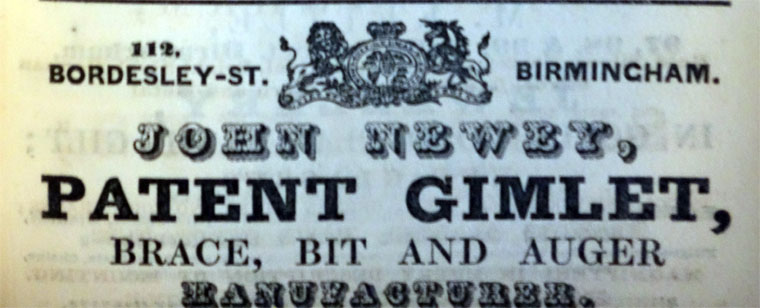 112.
BORDESLEY-ST. BIRMINGHAM.
JOHN NEWEY,
PATENT GIMLET,
BRACE, BIT AND AUGER
MANUFACTURER.